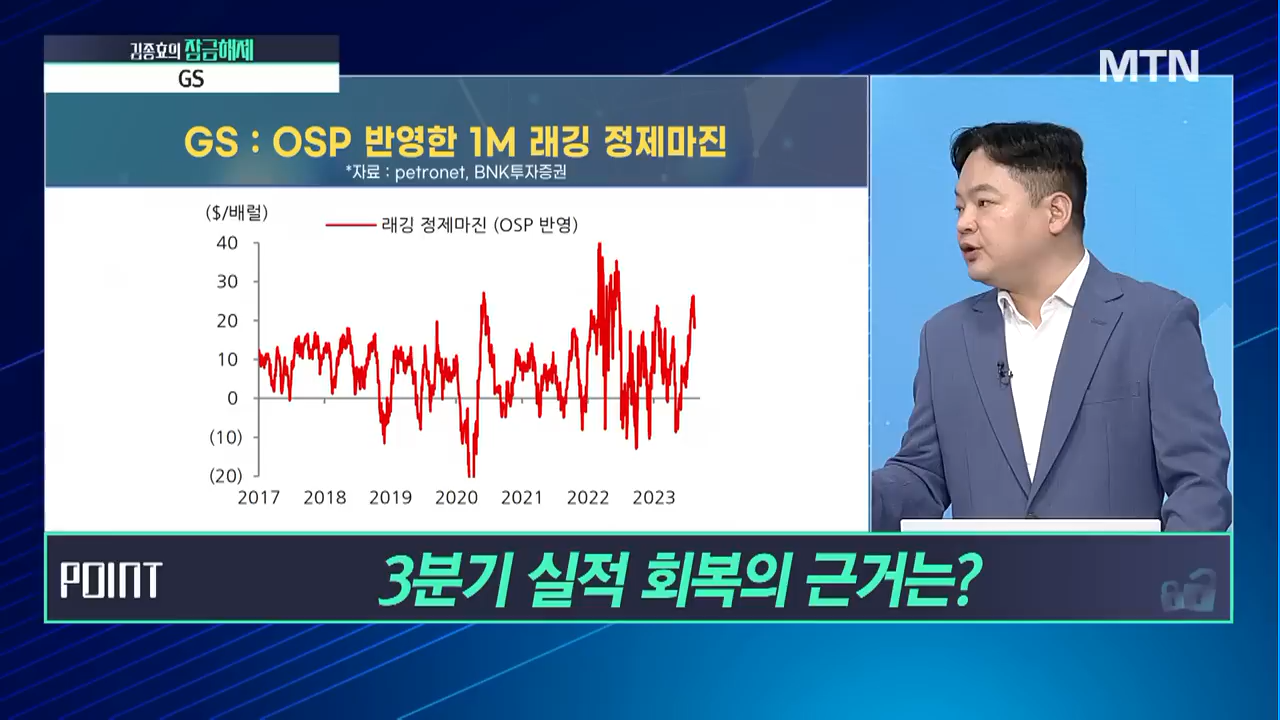 김종효의 잠금해제
GS
MTN
GS : OSP 반영한 1M 래깅 정제마진
*자료 : petronet, BNK투자증권
($/배럴)
래깅 정제마진 (OSP 반영)
40
30
20
10
0
(10)
(20)
2017 2018 2019 2020 2021 2022 2023
POINT
3분기 실적 회복의 근거는?